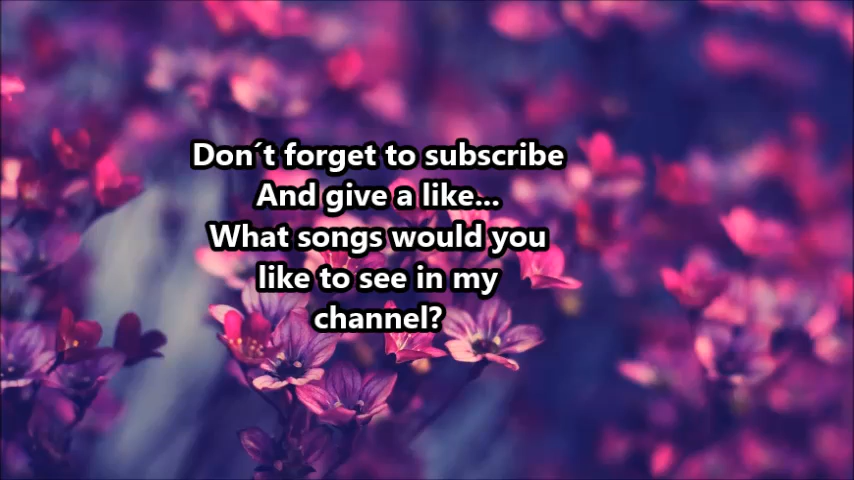 Don´t forget to subscribe
And give a like...
What songs would you
like to see in my
channel?